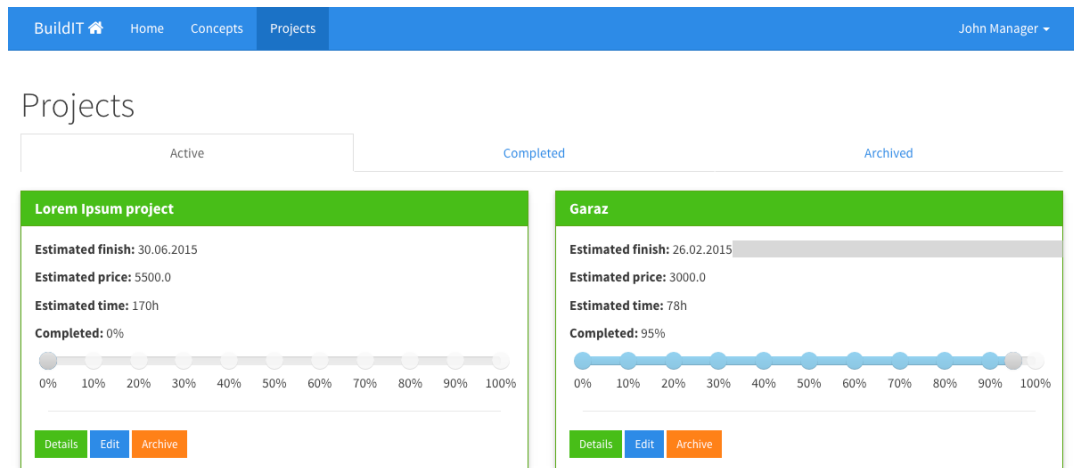 BuildIT Home Concepts Projects John Manager
Projects
Active Completed Archived
Lorem Ipsum project
Estimated finish: 30.06.2015
Estimated price: 5500.0
Estimated time: 170h
Completed: 0%
0% 10% 20% 30% 40% 50% 60% 70% 80% 90% 100%
Details Edit Archive
Garaz
Estimated finish: 26.02.2015
Estimated price: 3000.0
Estimated time: 78h
Completed: 95%
0% 10% 20% 30% 40% 50% 60% 70% 80% 90% 100%
Details Edit Archive